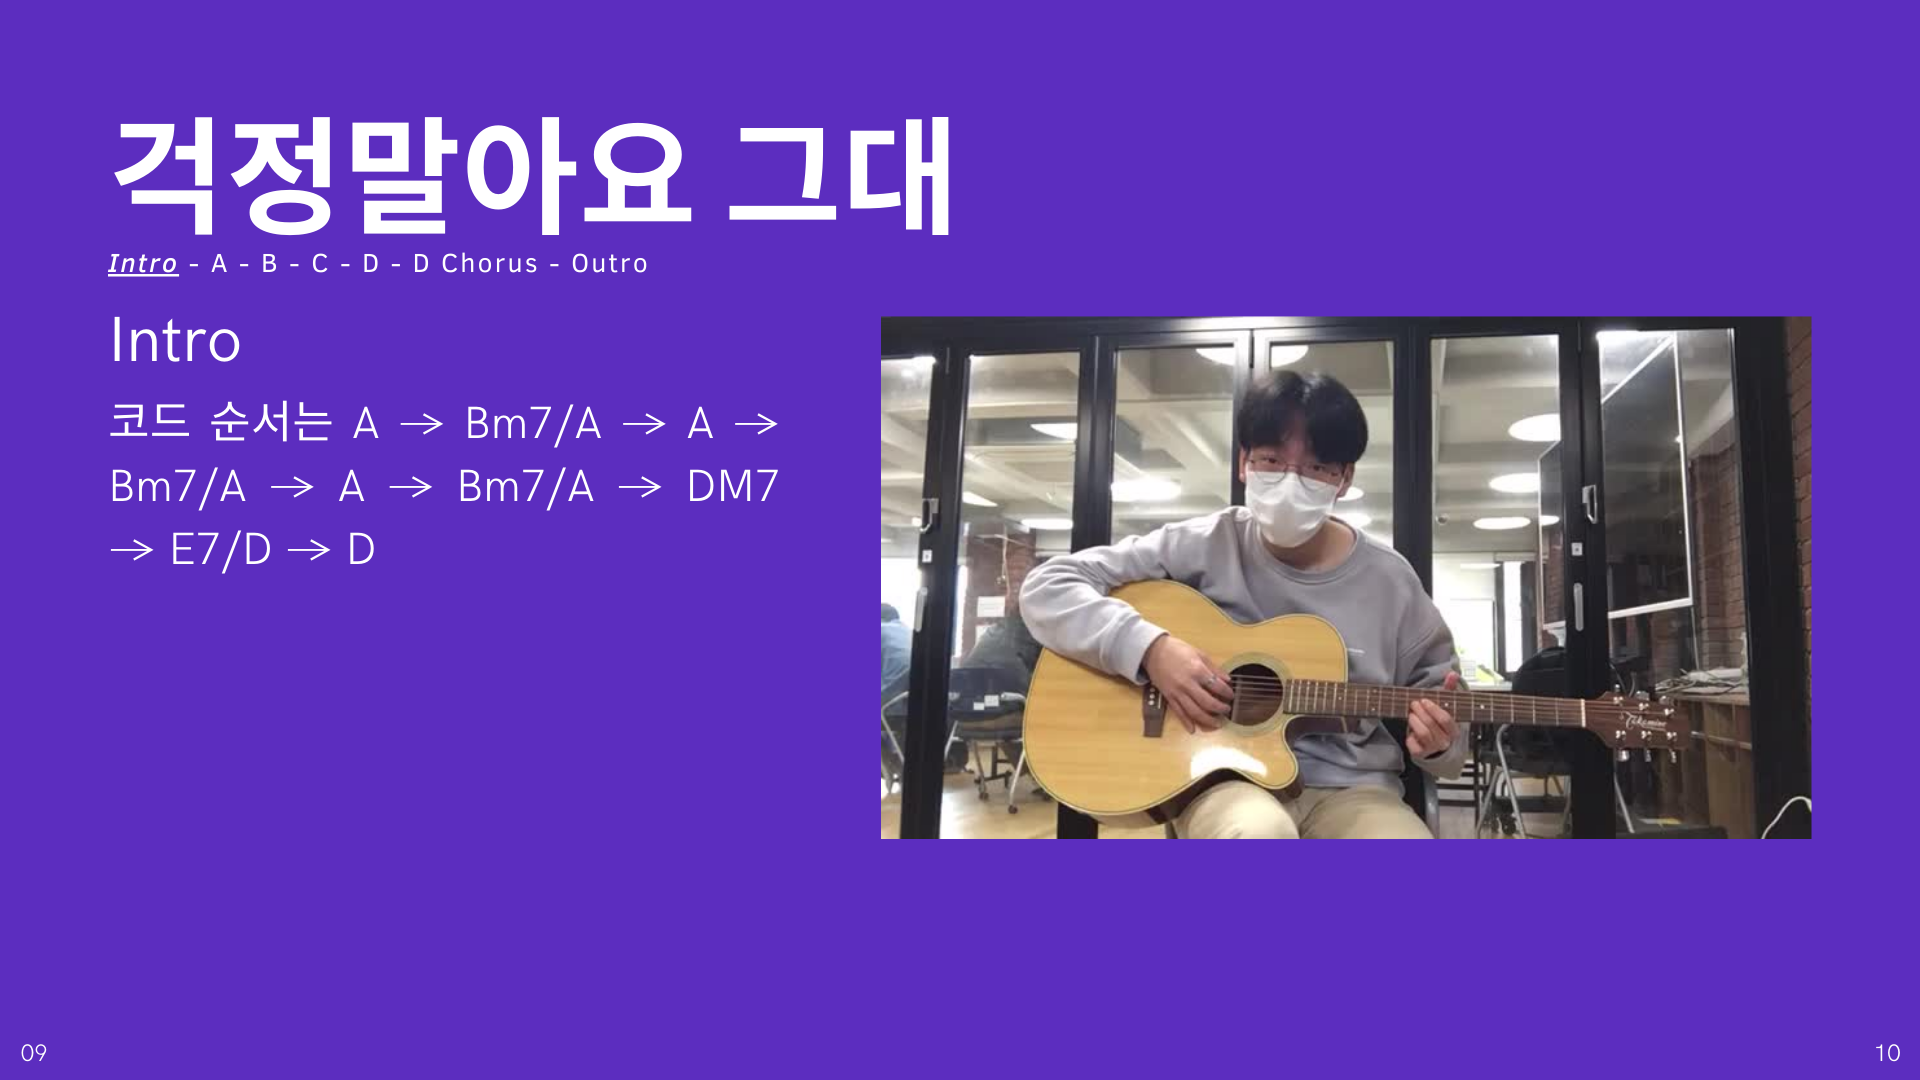 걱정말아요 그대
Intro - A - B - C - D - D Chorus - Outro
Intro
코드 순서는 A → Bm7/A → A →
Bm7/A → A → Bm7/A → DM7
→ E7/D → D
Takamine
09
10